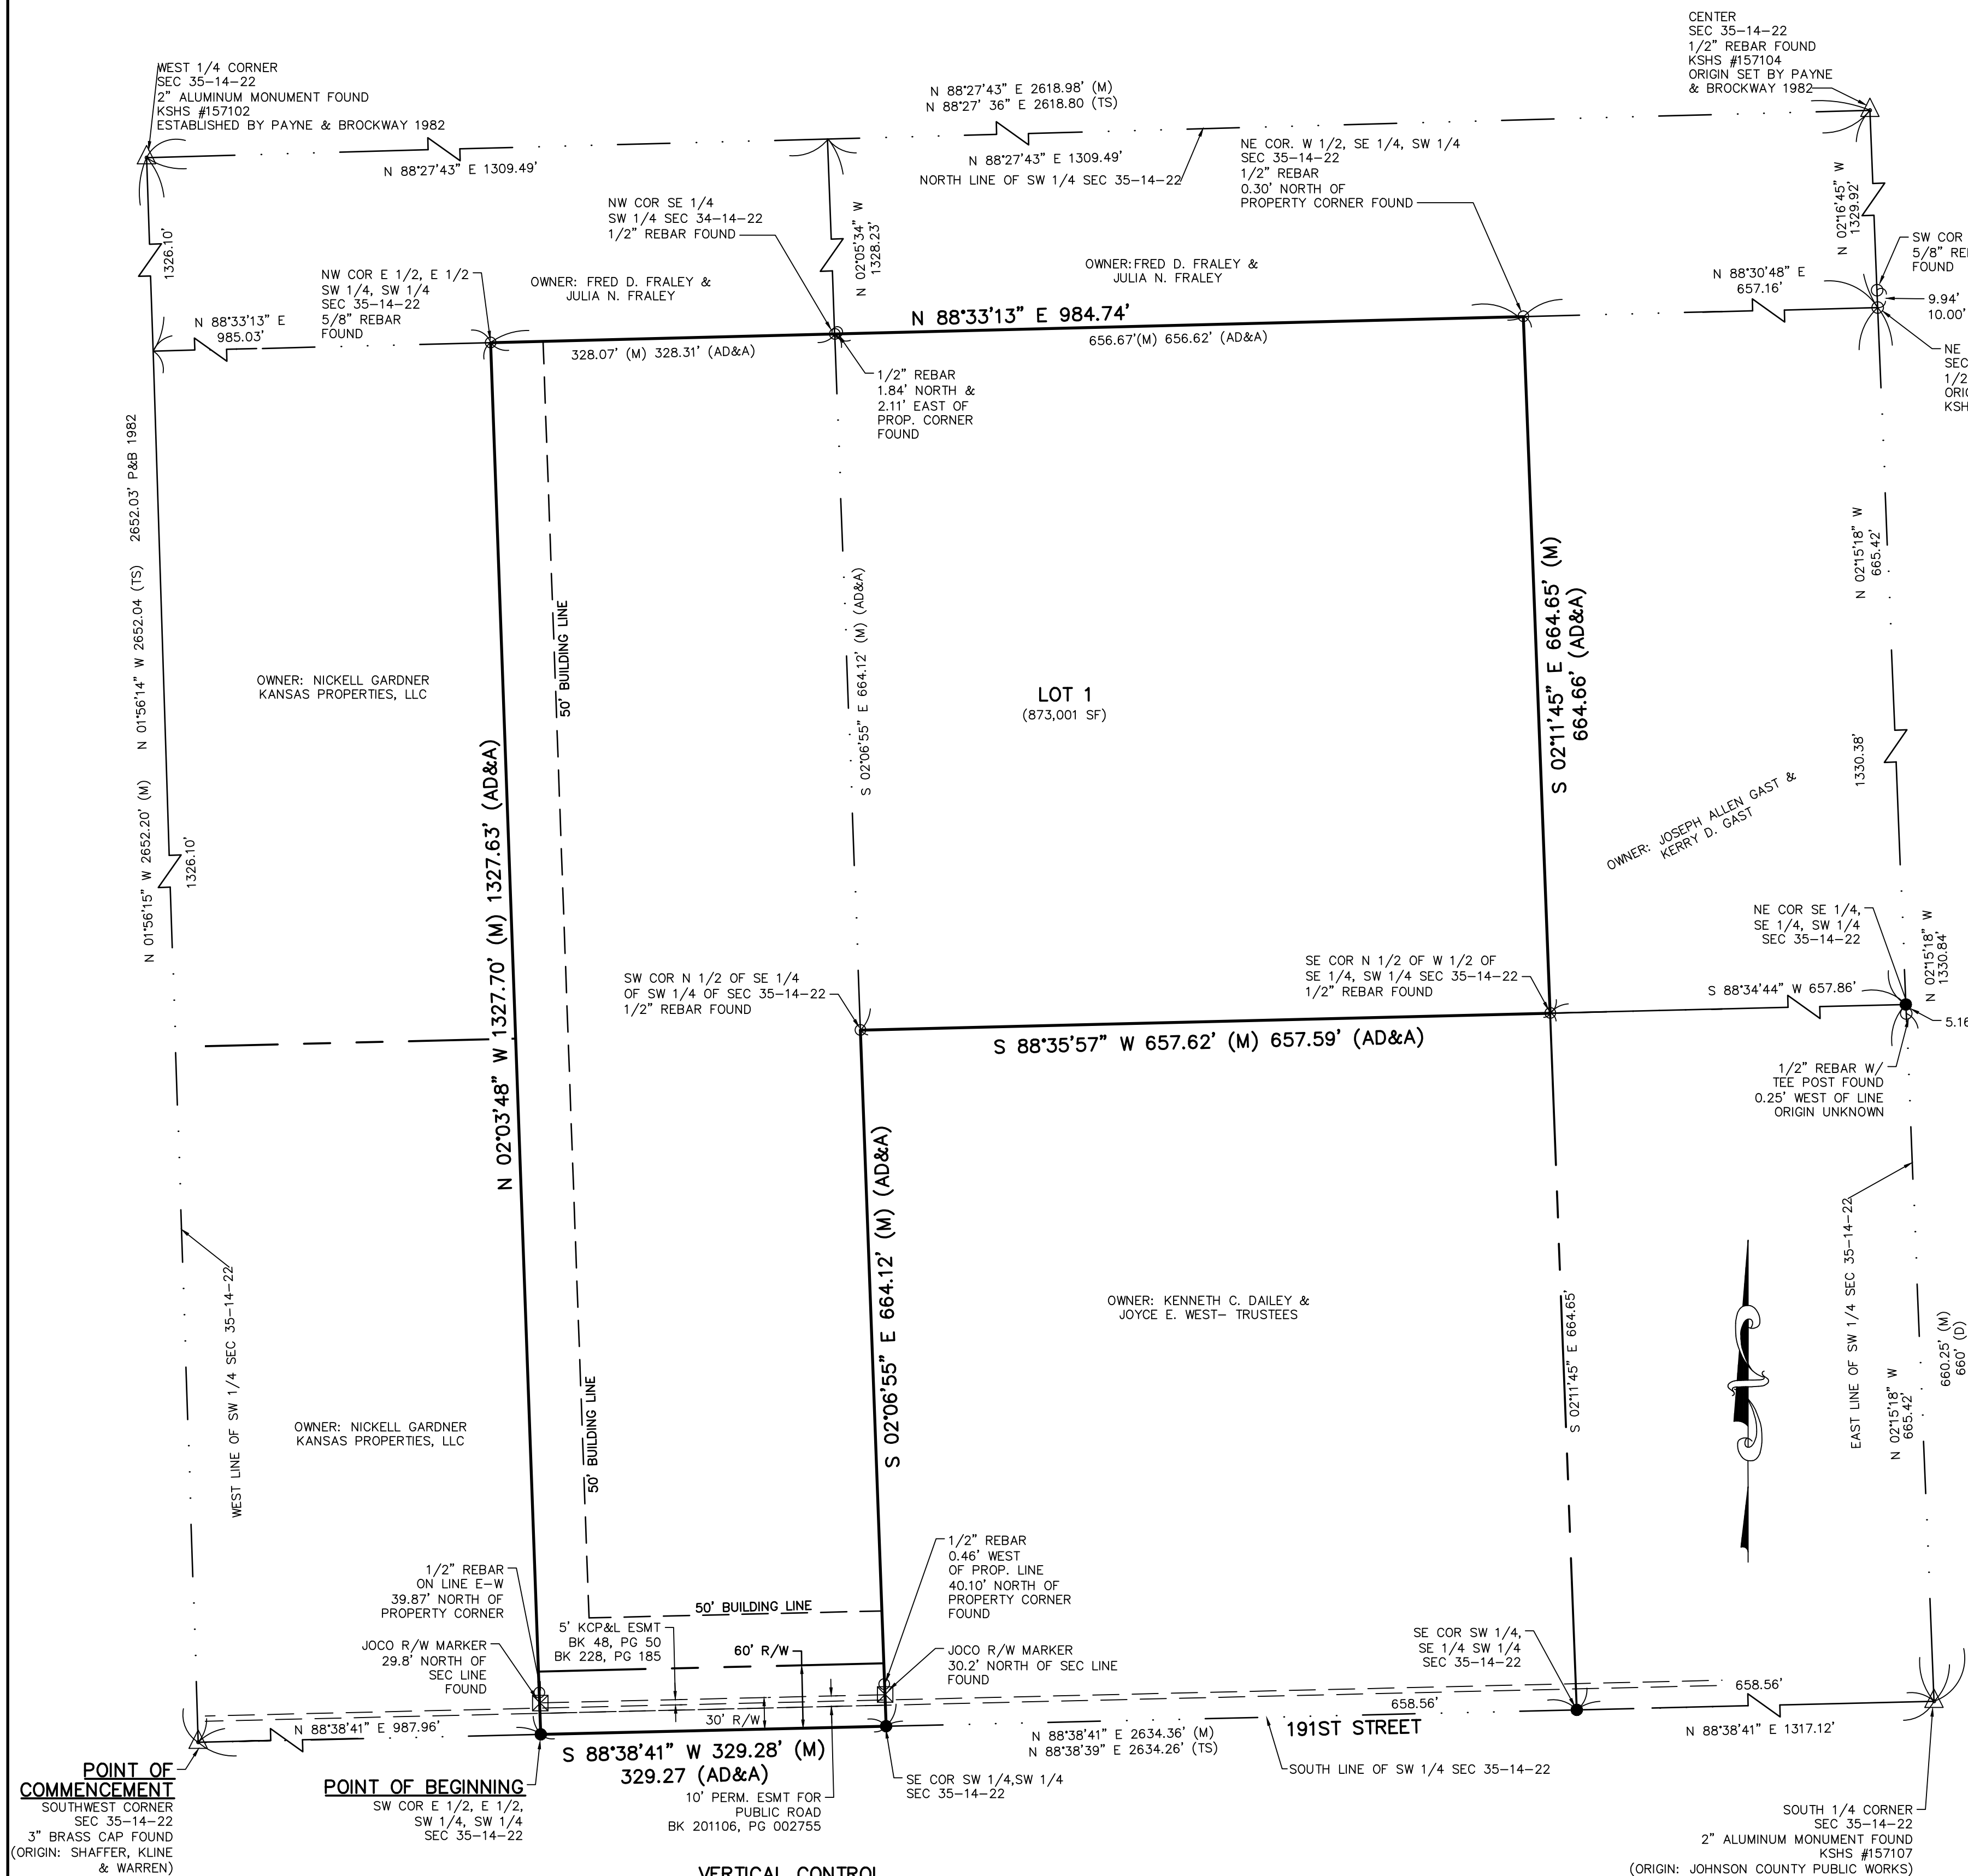 WEST 1/4 CORNER
SEC 35-14-22
2" ALUMINUM MONUMENT FOUND
KSHS #157102
ESTABLISHED BY PAYNE & BROCKWAY 1982
N 88°27'43" E 2618.98' (M)
N 88°27' 36" E 2618.80 (TS)
CENTER
SEC 35-14-22
1/2" REBAR FOUND
KSHS #157104
ORIGIN SET BY PAYNE
& BROCKWAY 1982
N 88°27'43" E 1309.49'
N 88°27'43" E 1309.49'
NORTH LINE OF SW 1/4 SEC 35-14-22
NE COR. W 1/2, SE 1/4, SW 1/4
SEC 35-14-22
1/2" REBAR
0.30' NORTH OF
PROPERTY CORNER FOUND
NW COR SE 1/4
SW 1/4 SEC 34-14-22
1/2" REBAR FOUND
N 02°05'34" W
1328.23'
N 02°16'45" W
1329.92'
SW COR
5/8" RE
FOUND
1326.10'
NW COR E 1/2, E 1/2
SW 1/4, SW 1/4
SEC 35-14-22
5/8" REBAR
FOUND
OWNER: FRED D. FRALEY &
JULIA N. FRALEY
OWNER:FRED D. FRALEY &
JULIA N. FRALEY
N 88°30'48" E
657.16'
9.94'
10.00'
N 88°33'13" E
985.03'
N 88°33'13" E 984.74'
328.07' (M) 328.31' (AD&A)
656.67'(M) 656.62' (AD&A)
NE
SEC
1/2
ORI
KSH
1/2" REBAR
1.84' NORTH &
2.11' EAST OF
PROP. CORNER
FOUND
N 01°56'15" W 2652.20' (M) N 01°56'14" W 2652.04 (TS) 2652.03' P&B 1982
1326.10'
50' BUILDING LINE
S 02°06'55" E 664.12' (M) (AD&A)
S 02°11'45" E 664.65' (M)
664.66' (AD&A)
N 02°15'18" W
665.42'
OWNER: NICKELL GARDNER
KANSAS PROPERTIES, LLC
LOT 1
(873,001 SF)
N 02°03'48" W 1327.70' (M) 1327.63' (AD&A)
1330.38'
OWNER: JOSEPH ALLEN GAST &
KERRY D. GAST
NE COR SE 1/4,
SE 1/4, SW 1/4
SEC 35-14-22
N 02°15'18" W
1330.84'
SW COR N 1/2 OF SE 1/4
OF SW 1/4 OF SEC 35-14-22
1/2" REBAR FOUND
SE COR N 1/2 OF W 1/2 OF
SE 1/4, SW 1/4 SEC 35-14-22
1/2" REBAR FOUND
S 88°34'44" W 657.86'
5.16
S 88°35'57" W 657.62' (M) 657.59' (AD&A)
1/2" REBAR W/
TEE POST FOUND
0.25' WEST OF LINE
ORIGIN UNKNOWN
S 02°06'55" E 664.12' (M) (AD&A)
WEST LINE OF SW 1/4 SEC 35-14-22
OWNER: KENNETH C. DAILEY &
JOYCE E. WEST- TRUSTEES
S 02°11'45" E 664.65'
EAST LINE OF SW 1/4 SEC 35-14-22
660.25' (M)
660' (D)
N 02°15'18" W
665.42'
OWNER: NICKELL GARDNER
KANSAS PROPERTIES, LLC
50' BUILDING LINE
1/2" REBAR
ON LINE E-W
39.87' NORTH OF
PROPERTY CORNER
1/2" REBAR
0.46' WEST
OF PROP. LINE
40.10' NORTH OF
PROPERTY CORNER
FOUND
50' BUILDING LINE
5' KCP&L ESMT
BK 48, PG 50
BK 228, PG 185
60' R/W
JOCO R/W MARKER
29.8' NORTH OF
SEC LINE
FOUND
JOCO R/W MARKER
30.2' NORTH OF SEC LINE
FOUND
SE COR SW 1/4,
SE 1/4 SW 1/4
SEC 35-14-22
30' R/W
658.56'
658.56'
N 88°38'41" E 987.96'
N 88°38'41" E 2634.36' (M)
N 88°38'39" E 2634.26' (TS)
191ST STREET
N 88°38'41" E 1317.12'
S 88°38'41" W 329.28' (M)
329.27 (AD&A)
SOUTH LINE OF SW 1/4 SEC 35-14-22
POINT OF
COMMENCEMENT
SOUTHWEST CORNER
SEC 35-14-22
3" BRASS CAP FOUND
(ORIGIN: SHAFFER, KLINE
& WARREN)
POINT OF BEGINNING
SW COR E 1/2, E 1/2,
SW 1/4, SW 1/4
SEC 35-14-22
10' PERM. ESMT FOR
PUBLIC ROAD
BK 201106, PG 002755
SE COR SW 1/4,SW 1/4
SEC 35-14-22
SOUTH 1/4 CORNER
SEC 35-14-22
2" ALUMINUM MONUMENT FOUND
KSHS #157107
(ORIGIN: JOHNSON COUNTY PUBLIC WORKS)
VERTICAL CONTROL